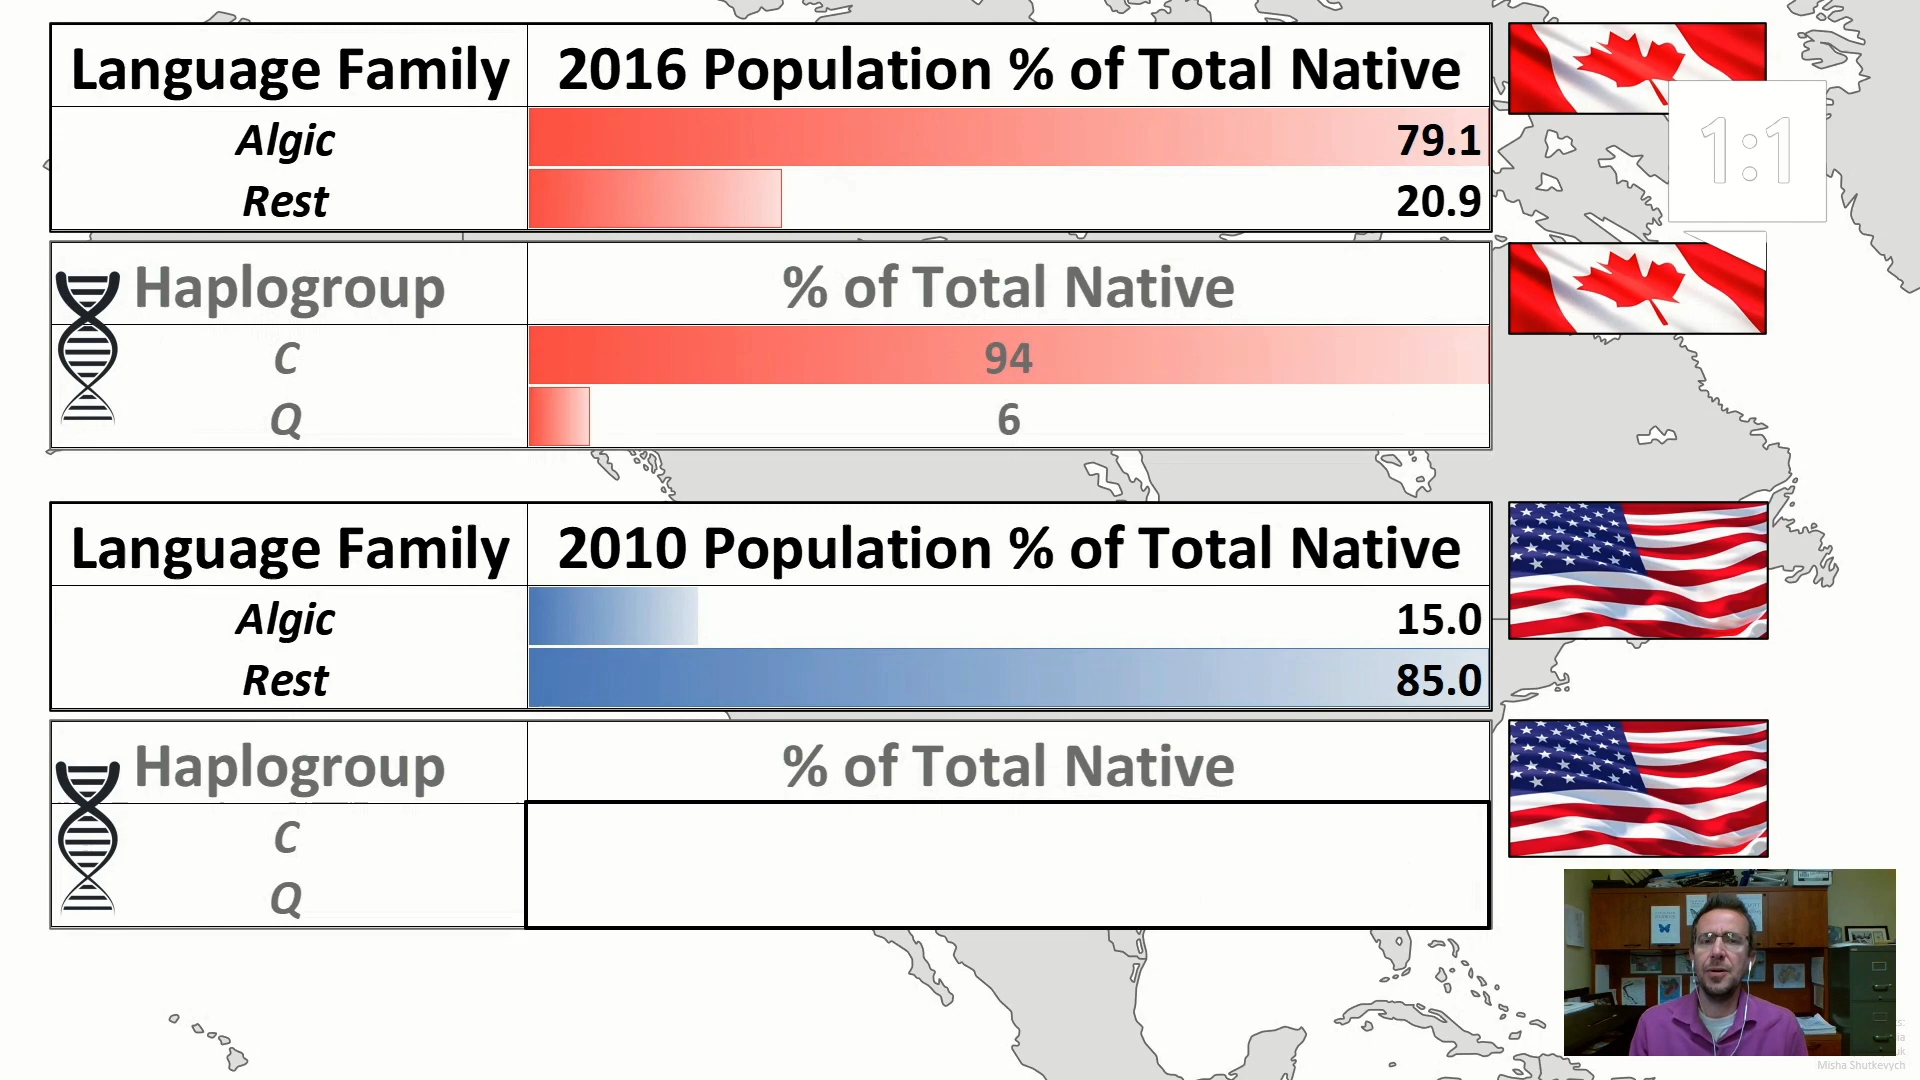 Language Family 2016 Population % of Total Native
Algic 79.1
Rest 20.9
1:1
Haplogroup % of Total Native
C 94
Q 6
Language Family 2010 Population % of Total Native
Algic 15.0
Rest 85.0
Haplogroup % of Total Native
C
Q
Misha Shutkevych